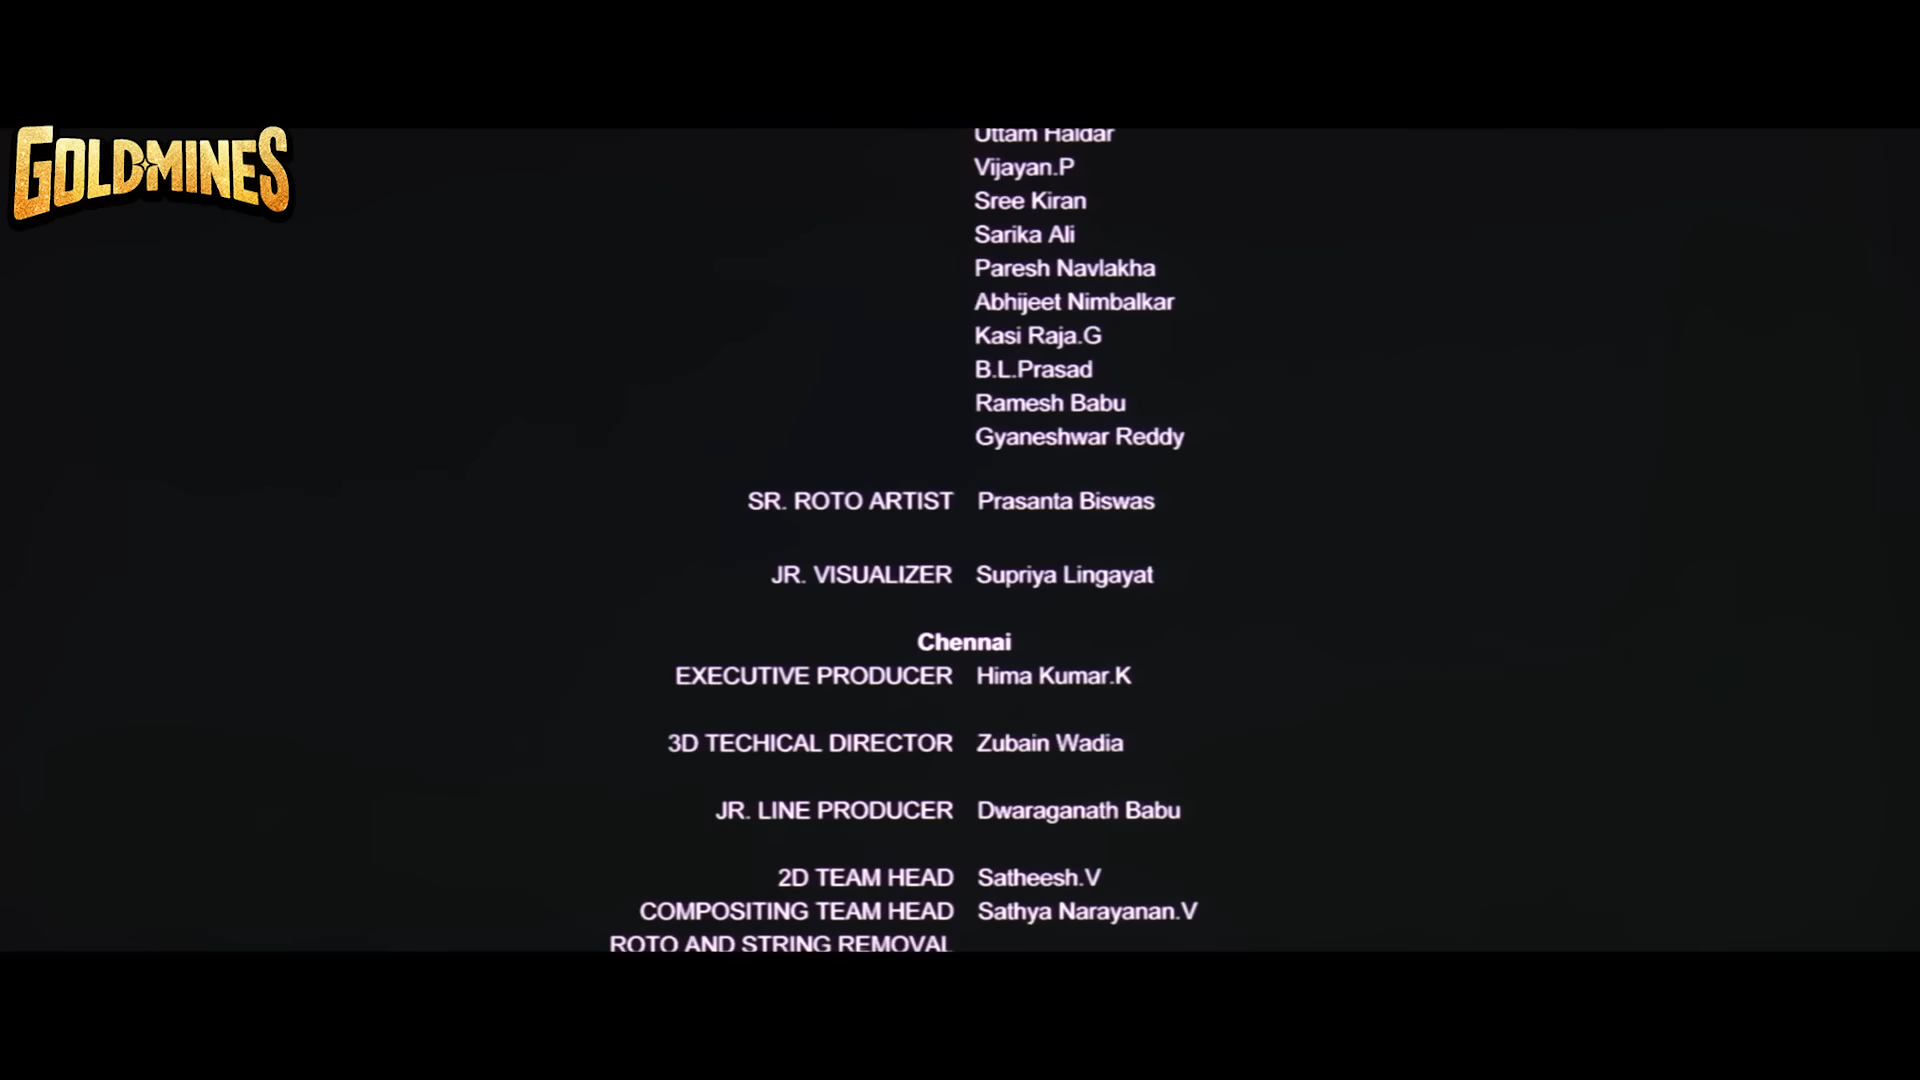 GOLDMINES
Uttam Haldar
Vijayan.P
Sree Kiran
Sarika Ali
Paresh Navlakha
Abhijeet Nimbalkar
Kasi Raja.G
B.L.Prasad
Ramesh Babu
Gyaneshwar Reddy
SR. ROTO ARTIST Prasanta Biswas
JR. VISUALIZER Supriya Lingayat
Chennai
EXECUTIVE PRODUCER Hima Kumar.K
3D TECHICAL DIRECTOR Zubain Wadia
JR. LINE PRODUCER Dwaraganath Babu
2D TEAM HEAD Satheesh.V
COMPOSITING TEAM HEAD Sathya Narayanan.V
ROTO AND STRING REMOVAL